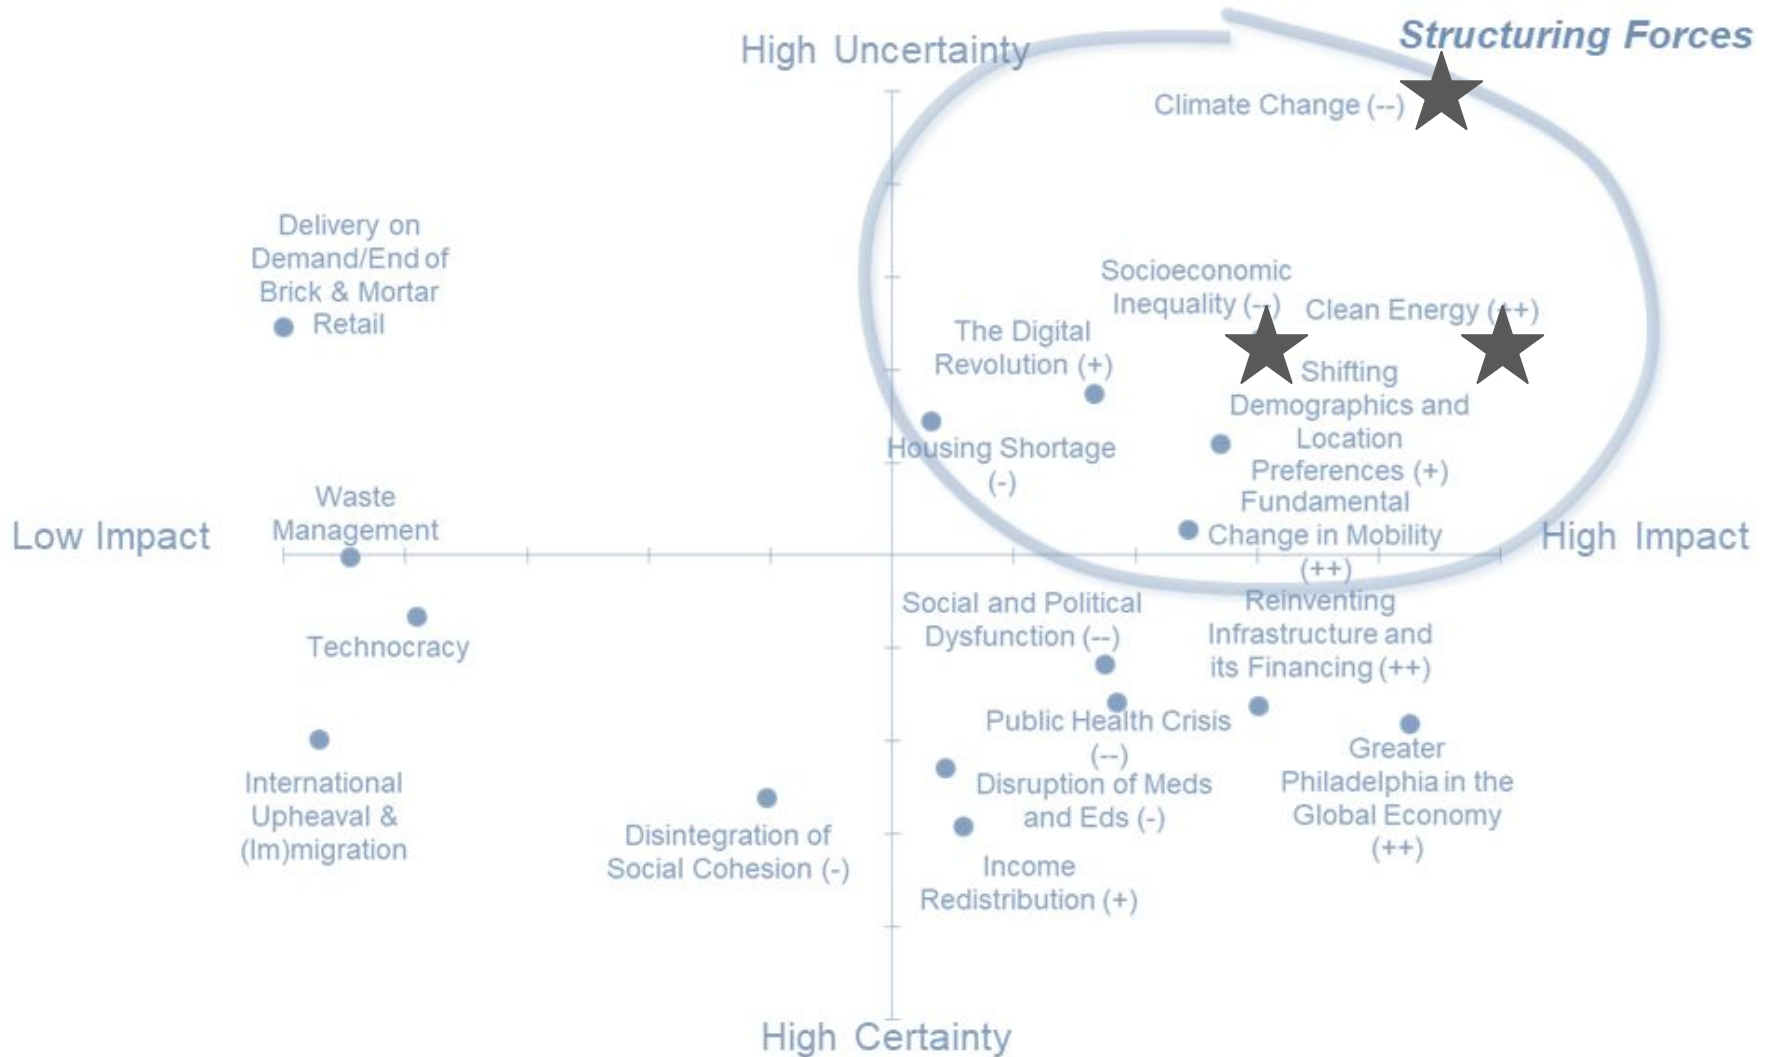 Structuring Forces
High Uncertainty
Climate Change (--)
Delivery on
Demand/End of
Brick & Mortar
Retail
Socioeconomic
Inequality (--)
Clean Energy (++)
The Digital
Revolution (+)
Shifting
Demographics and
Location
Preferences (+)
Housing Shortage
(-)
Fundamental
Change in Mobility
(++)
Waste
Management
Low Impact
High Impact
Technocracy
Social and Political
Dysfunction (--)
Reinventing
Infrastructure and
its Financing (++)
Public Health Crisis
(--)
Greater
Philadelphia in the
Global Economy
(++)
International
Upheaval &
(Im)migration
Disruption of Meds
and Eds (-)
Disintegration of
Social Cohesion (-)
Income
Redistribution (+)
High Certainty